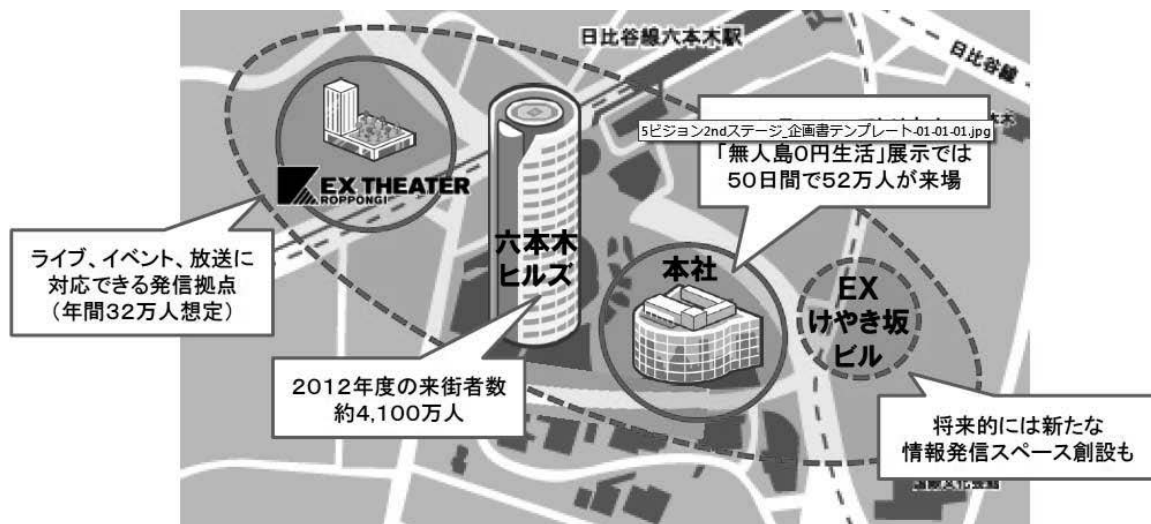 日比谷線六本木駅
日比谷線
5ビジョン2ndステージ_企画書テンプレート-01-01-01.jpg
「無人島0円生活」展示では
50日間で52万人が来場
EX THEATER
ROPPONGI
ライブ、イベント、放送に
対応できる発信拠点
（年間32万人想定）
六本木
ヒルズ
本社
EX
けやき坂
ビル
2012年度の来街者数
約4,100万人
将来的には新たな
情報発信スペース創設も